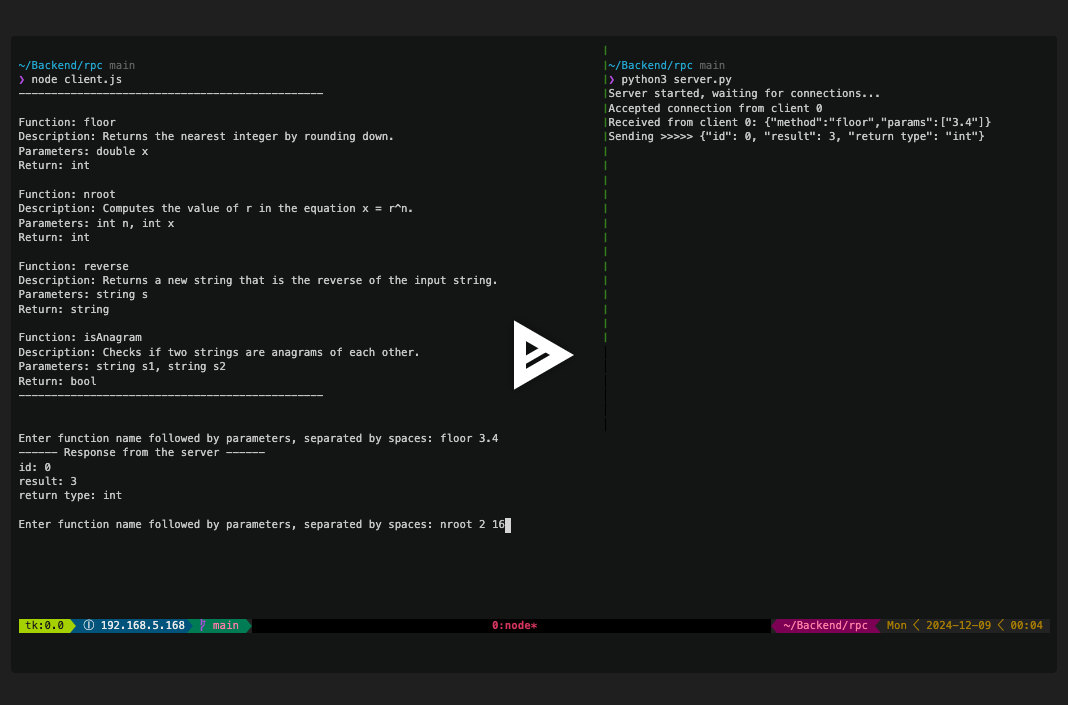 ~/Backend/rpc main
❯ node client.js
-----------------------------------------------
Function: floor
Description: Returns the nearest integer by rounding down.
Parameters: double x
Return: int
Function: nroot
Description: Computes the value of r in the equation x = r^n.
Parameters: int n, int x
Return: int
Function: reverse
Description: Returns a new string that is the reverse of the input string.
Parameters: string s
Return: string
Function: isAnagram
Description: Checks if two strings are anagrams of each other.
Parameters: string s1, string s2
Return: bool
-----------------------------------------------
Enter function name followed by parameters, separated by spaces: floor 3.4
------ Response from the server ------
id: 0
result: 3
return type: int
Enter function name followed by parameters, separated by spaces: nroot 2 16
~/Backend/rpc main
❯ python3 server.py
Server started, waiting for connections...
Accepted connection from client 0
Received from client 0: {"method":"floor","params":["3.4"]}
Sending >>>>> {"id": 0, "result": 3, "return type": "int"}
tk:0.0 ⓛ 192.168.5.168 main 0:node* ~/Backend/rpc Mon < 2024-12-09 < 00:04